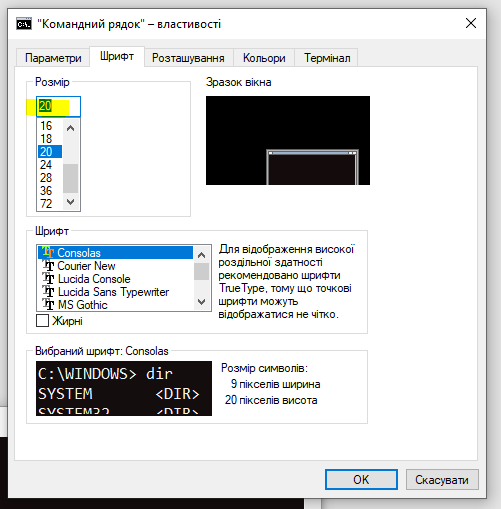 "Командний рядок" – властивості
Параметри Шрифт Розташування Кольори Термінал
Розмір
20
16
18
20
24
28
36
72
Зразок вікна
Шрифт
Consolas
Courier New
Lucida Console
Lucida Sans Typewriter
MS Gothic
Жирні
Для відображення високої
роздільної здатності
рекомендовано шрифти
TrueType, тому що точкові
шрифти можуть
відображатися не чітко.
Вибраний шрифт: Consolas
C:\WINDOWS> dir
SYSTEM <DIR>
SYSTEM32 <DIR>
Розмір символів:
9 пікселів ширина
20 пікселів висота
OK Скасувати